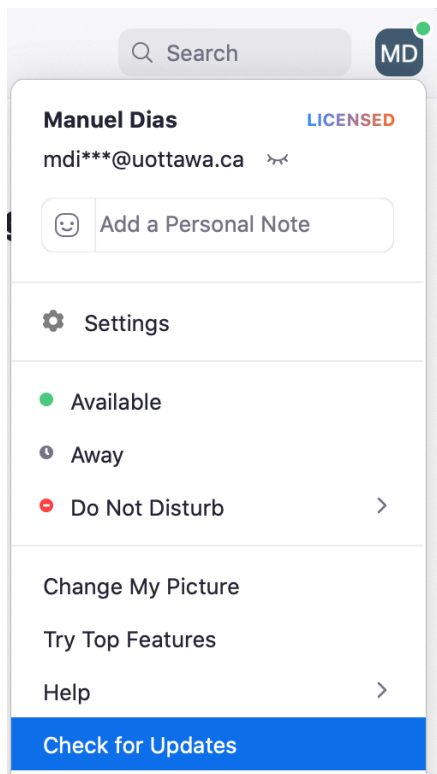 Search
MD
Manuel Dias LICENSED
mdi***@uottawa.ca
Add a Personal Note
Settings
Available
Away
Do Not Disturb
Change My Picture
Try Top Features
Help
Check for Updates